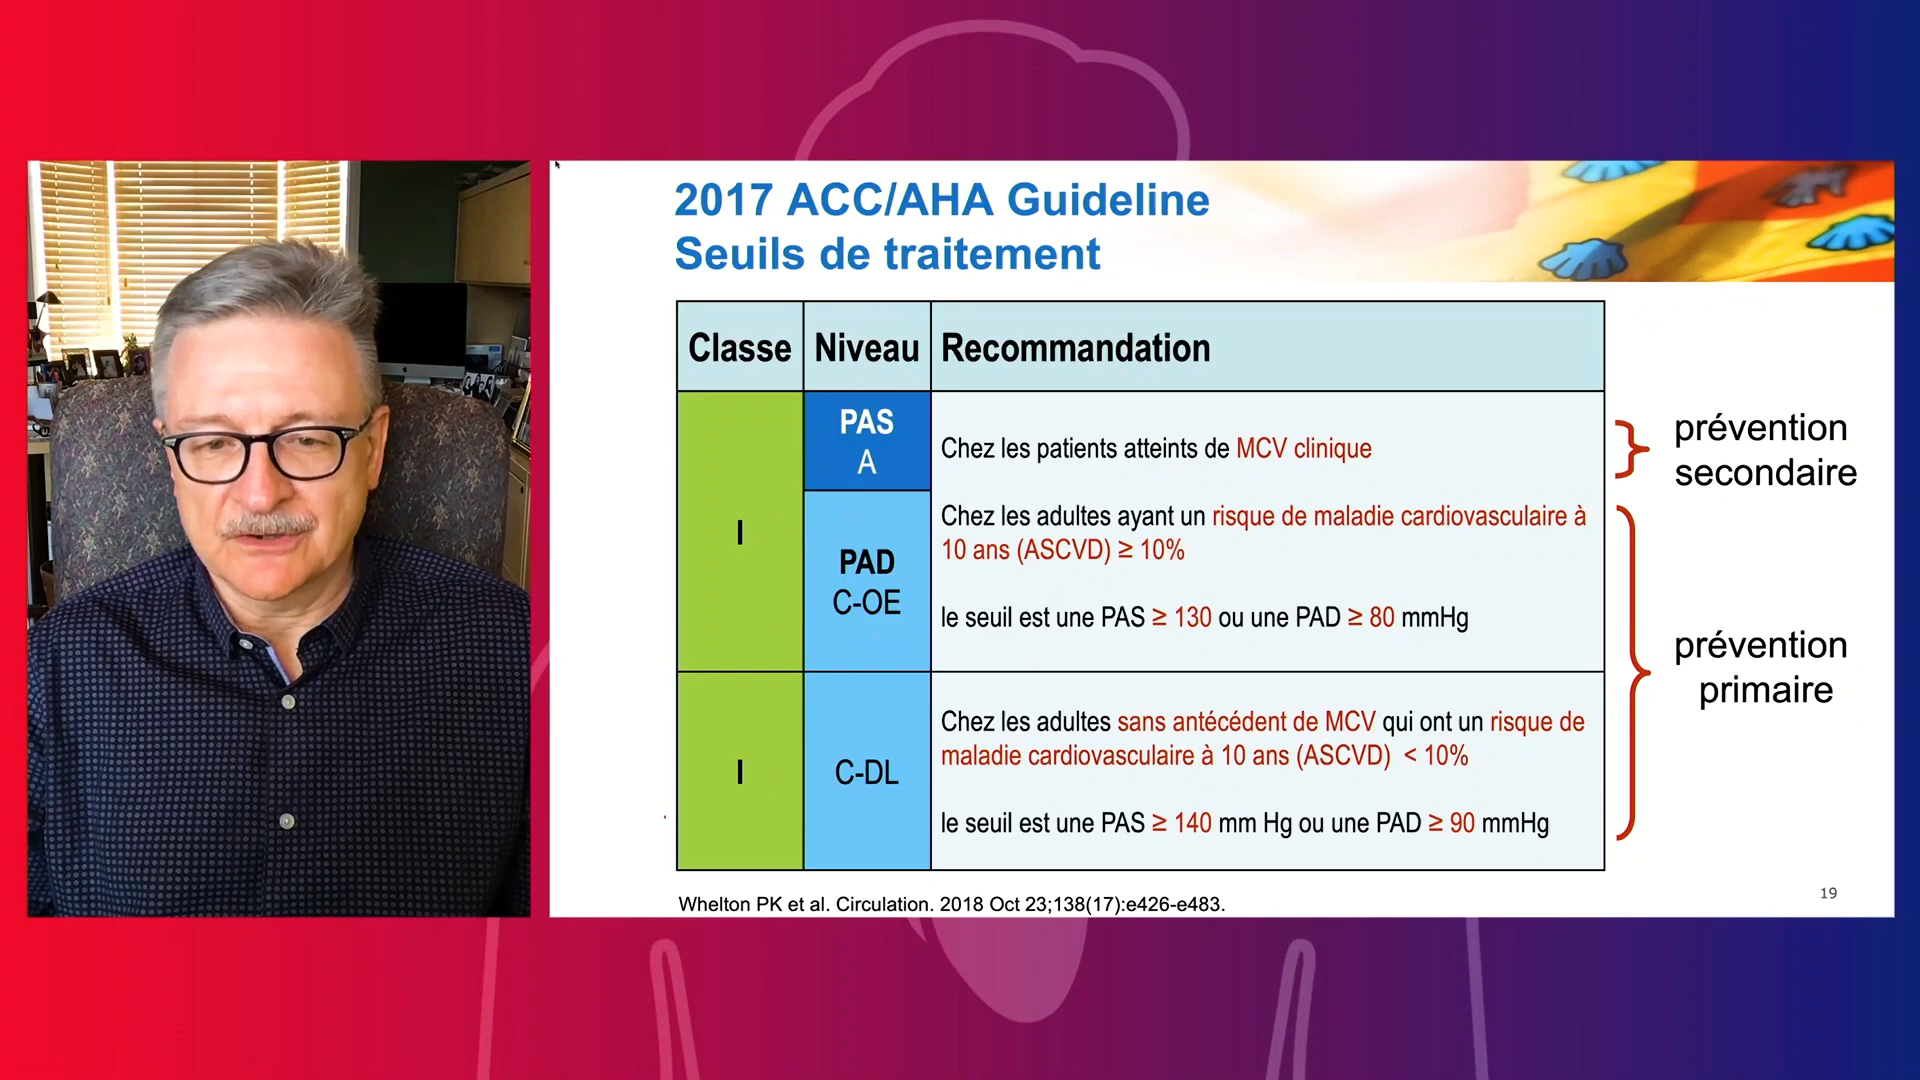 2017 ACC/AHA Guideline
Seuils de traitement
Classe Niveau Recommandation
I
PAS
A
PAD
C-OE
Chez les patients atteints de MCV clinique
Chez les adultes ayant un risque de maladie cardiovasculaire à
10 ans (ASCVD) ≥ 10%
le seuil est une PAS ≥ 130 ou une PAD ≥ 80 mmHg
I
C-DL
Chez les adultes sans antécédent de MCV qui ont un risque de
maladie cardiovasculaire à 10 ans (ASCVD) < 10%
le seuil est une PAS ≥ 140 mm Hg ou une PAD ≥ 90 mmHg
prévention
secondaire
prévention
primaire
Whelton PK et al. Circulation. 2018 Oct 23;138(17):e426-e483.
19